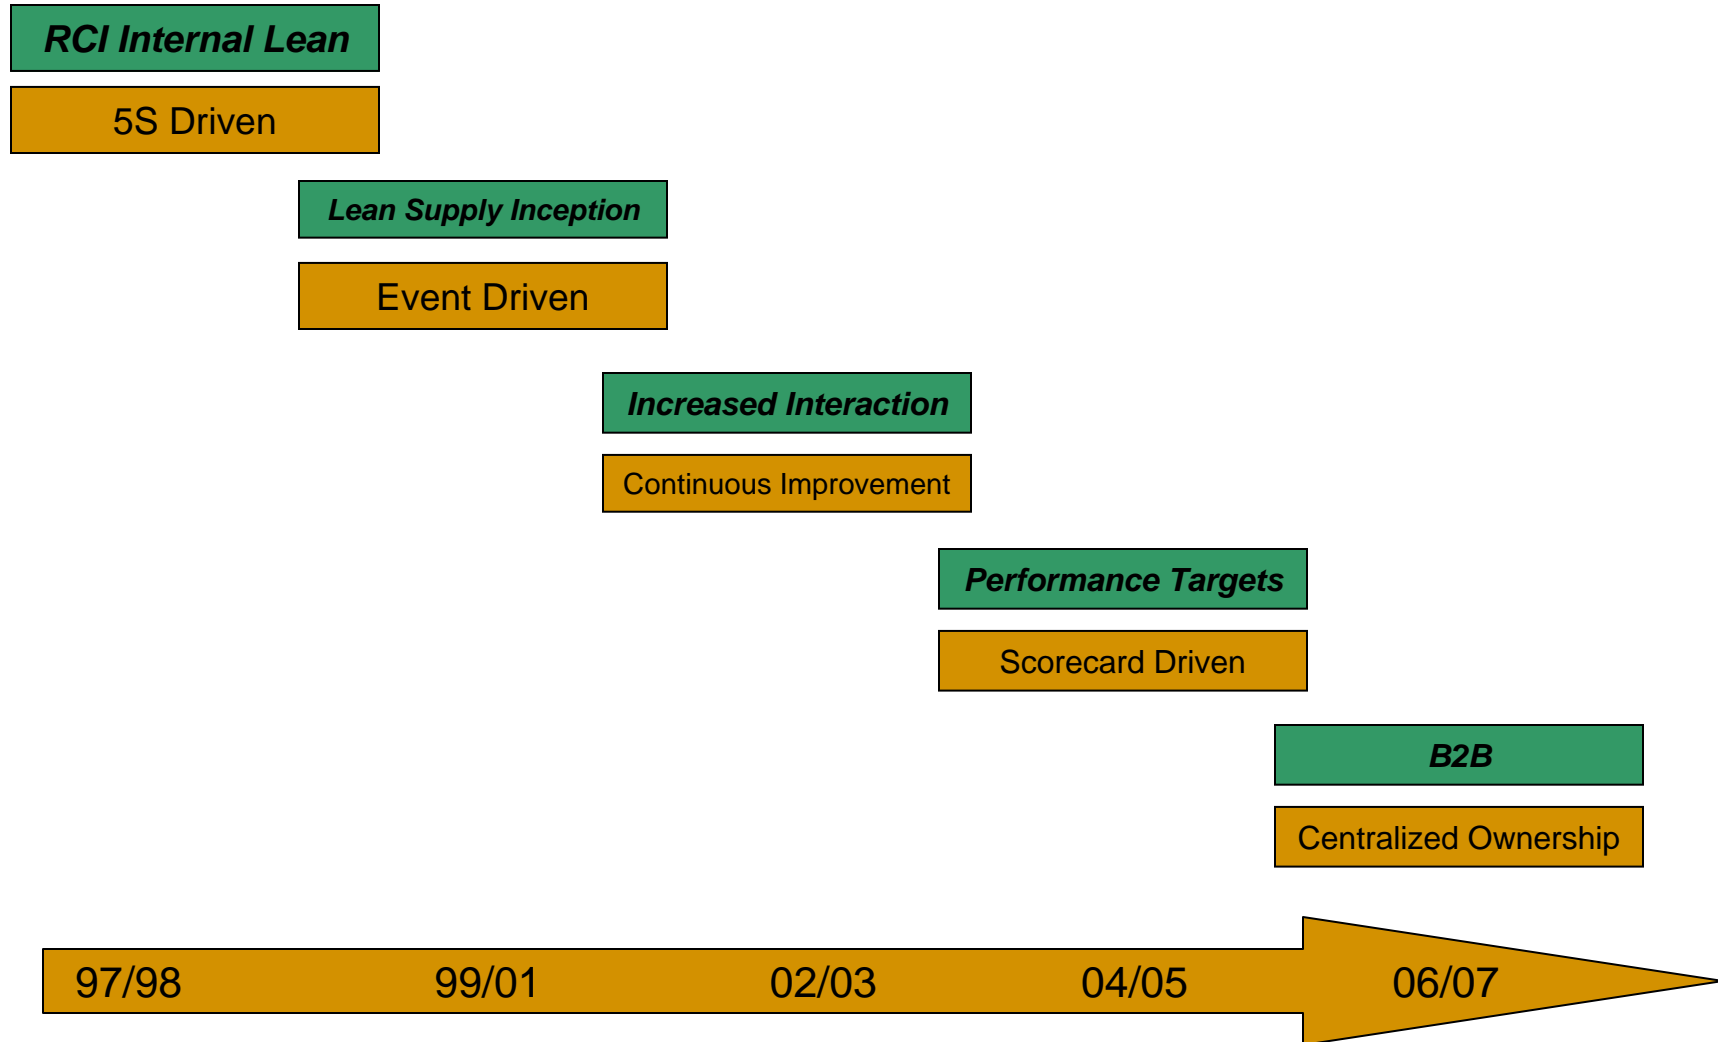 RCI Internal Lean
5S Driven
Lean Supply Inception
Event Driven
Increased Interaction
Continuous Improvement
Performance Targets
Scorecard Driven
B2B
Centralized Ownership
97/98 99/01 02/03 04/05 06/07